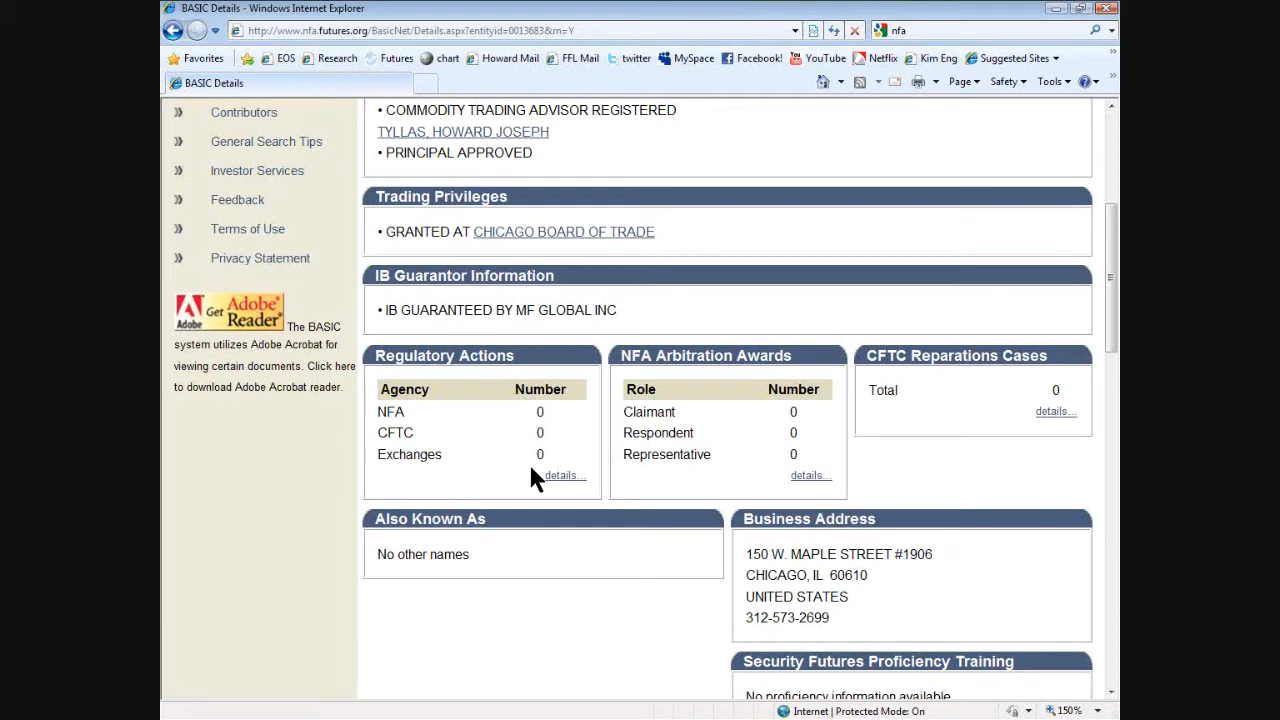 BASIC Details - Windows Internet Explorer
http://www.nfa.futures.org/BasicNet/Details.aspx?entityid=0013683&rn=Y
nfa
Favorites EOS Research Futures chart Howard Mail FFL Mail twitter MySpace Facebook! YouTube Netflix Kim Eng Suggested Sites
BASIC Details
Page Safety Tools
Contributors
General Search Tips
Investor Services
Feedback
Terms of Use
Privacy Statement
Get Adobe Reader
Adobe
The BASIC
system utilizes Adobe Acrobat for
viewing certain documents. Click here
to download Adobe Acrobat reader.
• COMMODITY TRADING ADVISOR REGISTERED
TYLLAS, HOWARD JOSEPH
• PRINCIPAL APPROVED
Trading Privileges
• GRANTED AT CHICAGO BOARD OF TRADE
IB Guarantor Information
• IB GUARANTEED BY MF GLOBAL INC
Regulatory Actions
Agency Number
NFA 0
CFTC 0
Exchanges 0
details...
NFA Arbitration Awards
Role Number
Claimant 0
Respondent 0
Representative 0
details...
CFTC Reparations Cases
Total 0
details...
Also Known As
No other names
Business Address
150 W. MAPLE STREET #1906
CHICAGO, IL 60610
UNITED STATES
312-573-2699
Security Futures Proficiency Training
No proficiency information available
Internet | Protected Mode: On
150%